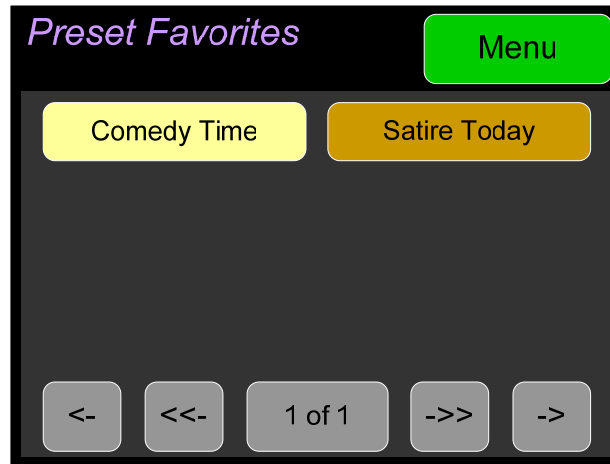 Preset Favorites
Menu
Comedy Time
Satire Today
<-
<<-
1 of 1
->>
->